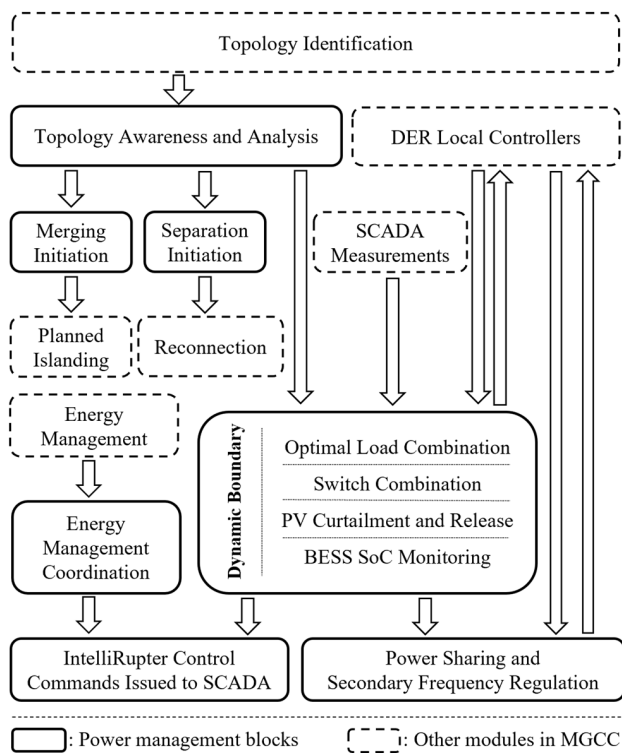 Topology Identification
Topology Awareness and Analysis
DER Local Controllers
Merging
Initiation
Separation
Initiation
SCADA
Measurements
Planned
Islanding
Reconnection
Energy
Management
Dynamic Boundary
Optimal Load Combination
Switch Combination
PV Curtailment and Release
BESS SoC Monitoring
Energy
Management
Coordination
IntelliRupter Control
Commands Issued to SCADA
Power Sharing and
Secondary Frequency Regulation
: Power management blocks
: Other modules in MGCC